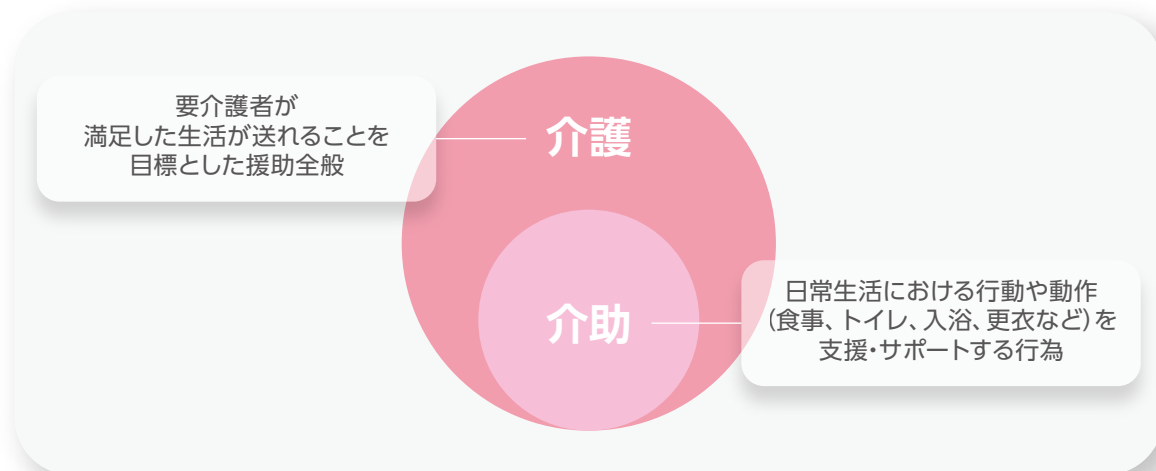 要介護者が
満足した生活が送れることを
目標とした援助全般
介護
介助
日常生活における行動や動作
(食事、トイレ、入浴、更衣など)を
支援・サポートする行為